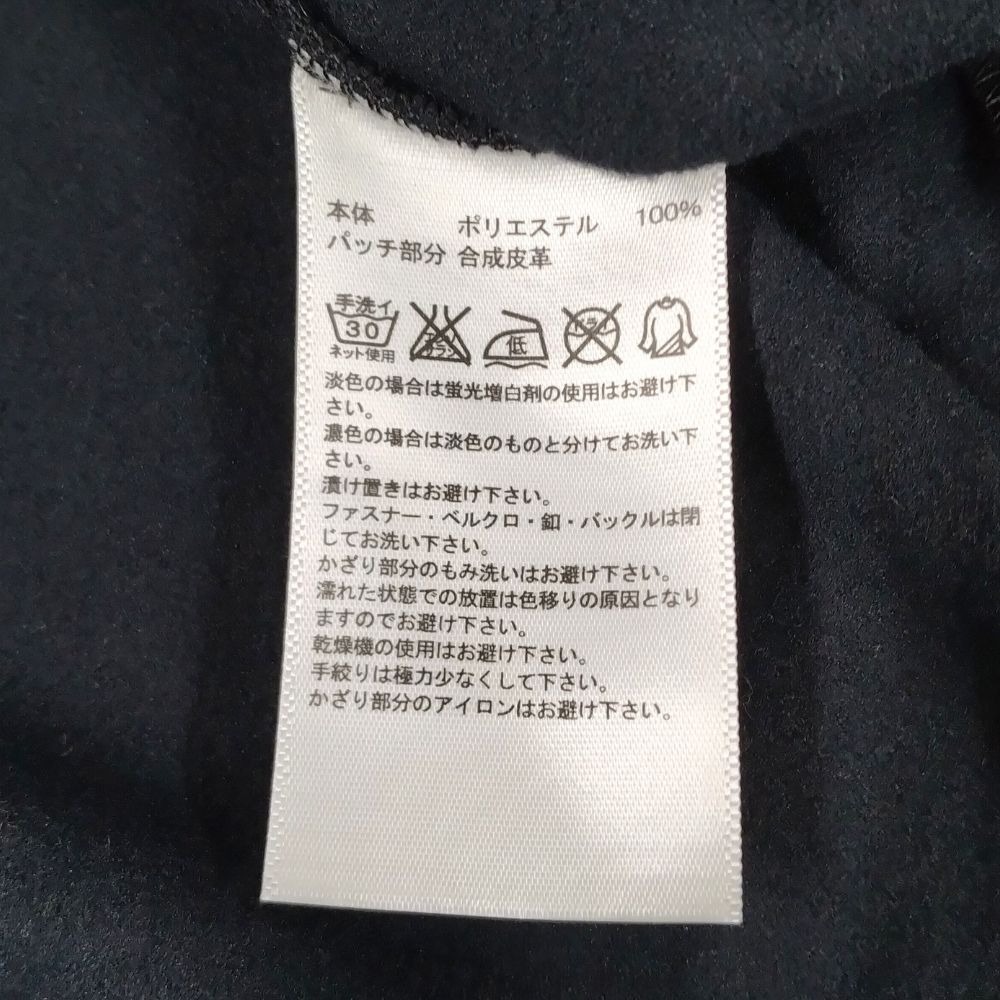 本体 ポリエステル 100%
パッチ部分 合成皮革
手洗イ
30
ネット使用
エンソ
サラシ
低
ドライ
淡色の場合は蛍光増白剤の使用はお避け下
さい。
濃色の場合は淡色のものと分けてお洗い下
さい。
漬け置きはお避け下さい。
ファスナー・ベルクロ・釦・バックルは閉
じてお洗い下さい。
かざり部分のもみ洗いはお避け下さい。
濡れた状態での放置は色移りの原因となり
ますのでお避け下さい。
乾燥機の使用はお避け下さい。
手絞りは極力少なくして下さい。
かざり部分のアイロンはお避け下さい。